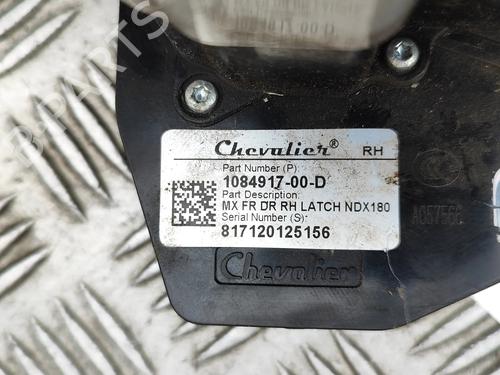 Chevalier® RH
Part Number (P):
1084917-00-D
Part Description:
MX FR DR RH LATCH NDX180
Serial Number (S):
817120125156
Chevalier